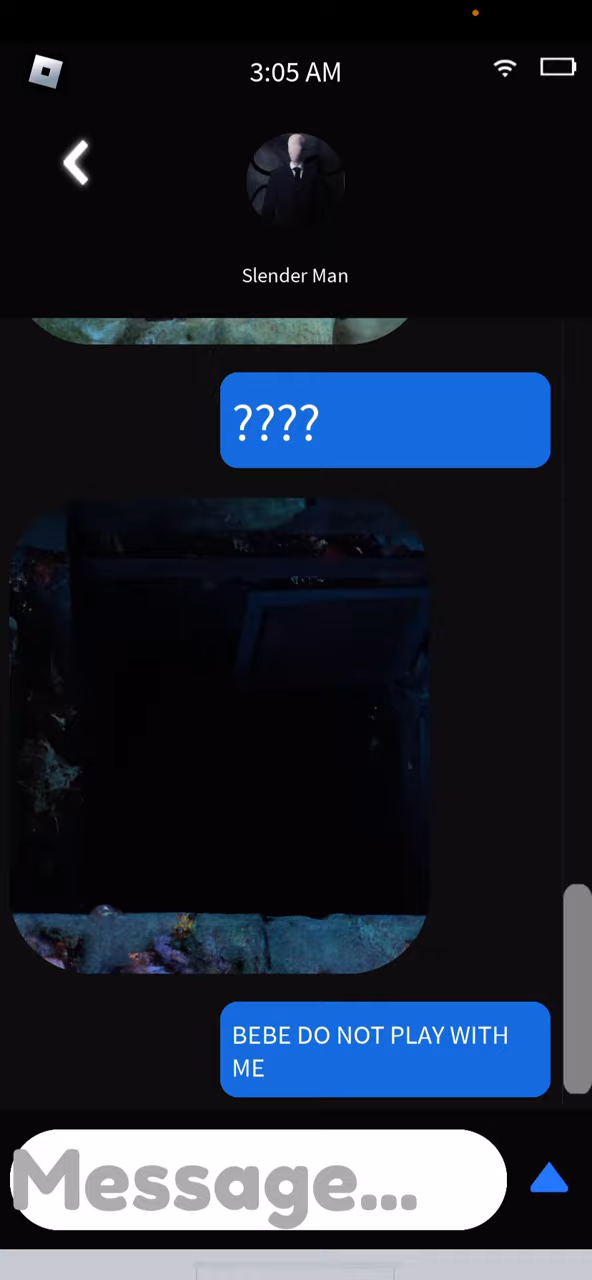 3:05 AM
Slender Man
????
BEBE DO NOT PLAY WITH
ME
Message...